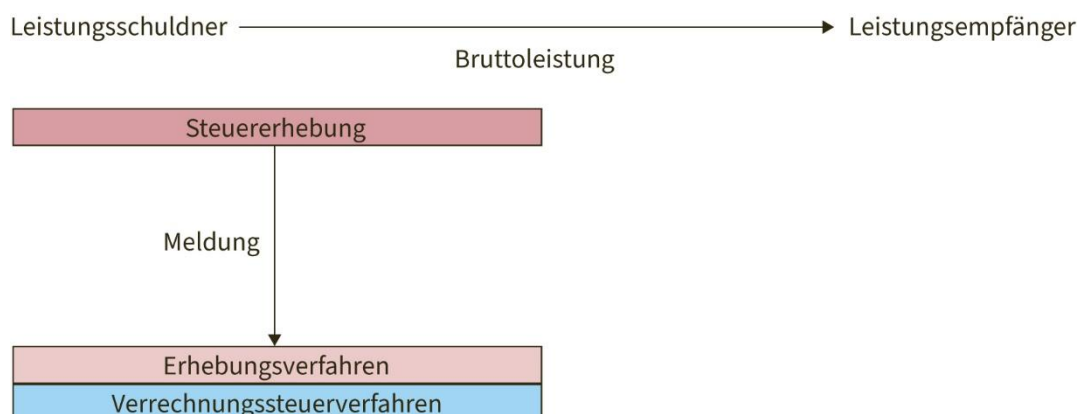 Leistungsschuldner
Leistungsempfänger
Bruttoleistung
Steuererhebung
Meldung
Erhebungsverfahren
Verrechnungssteuerverfahren